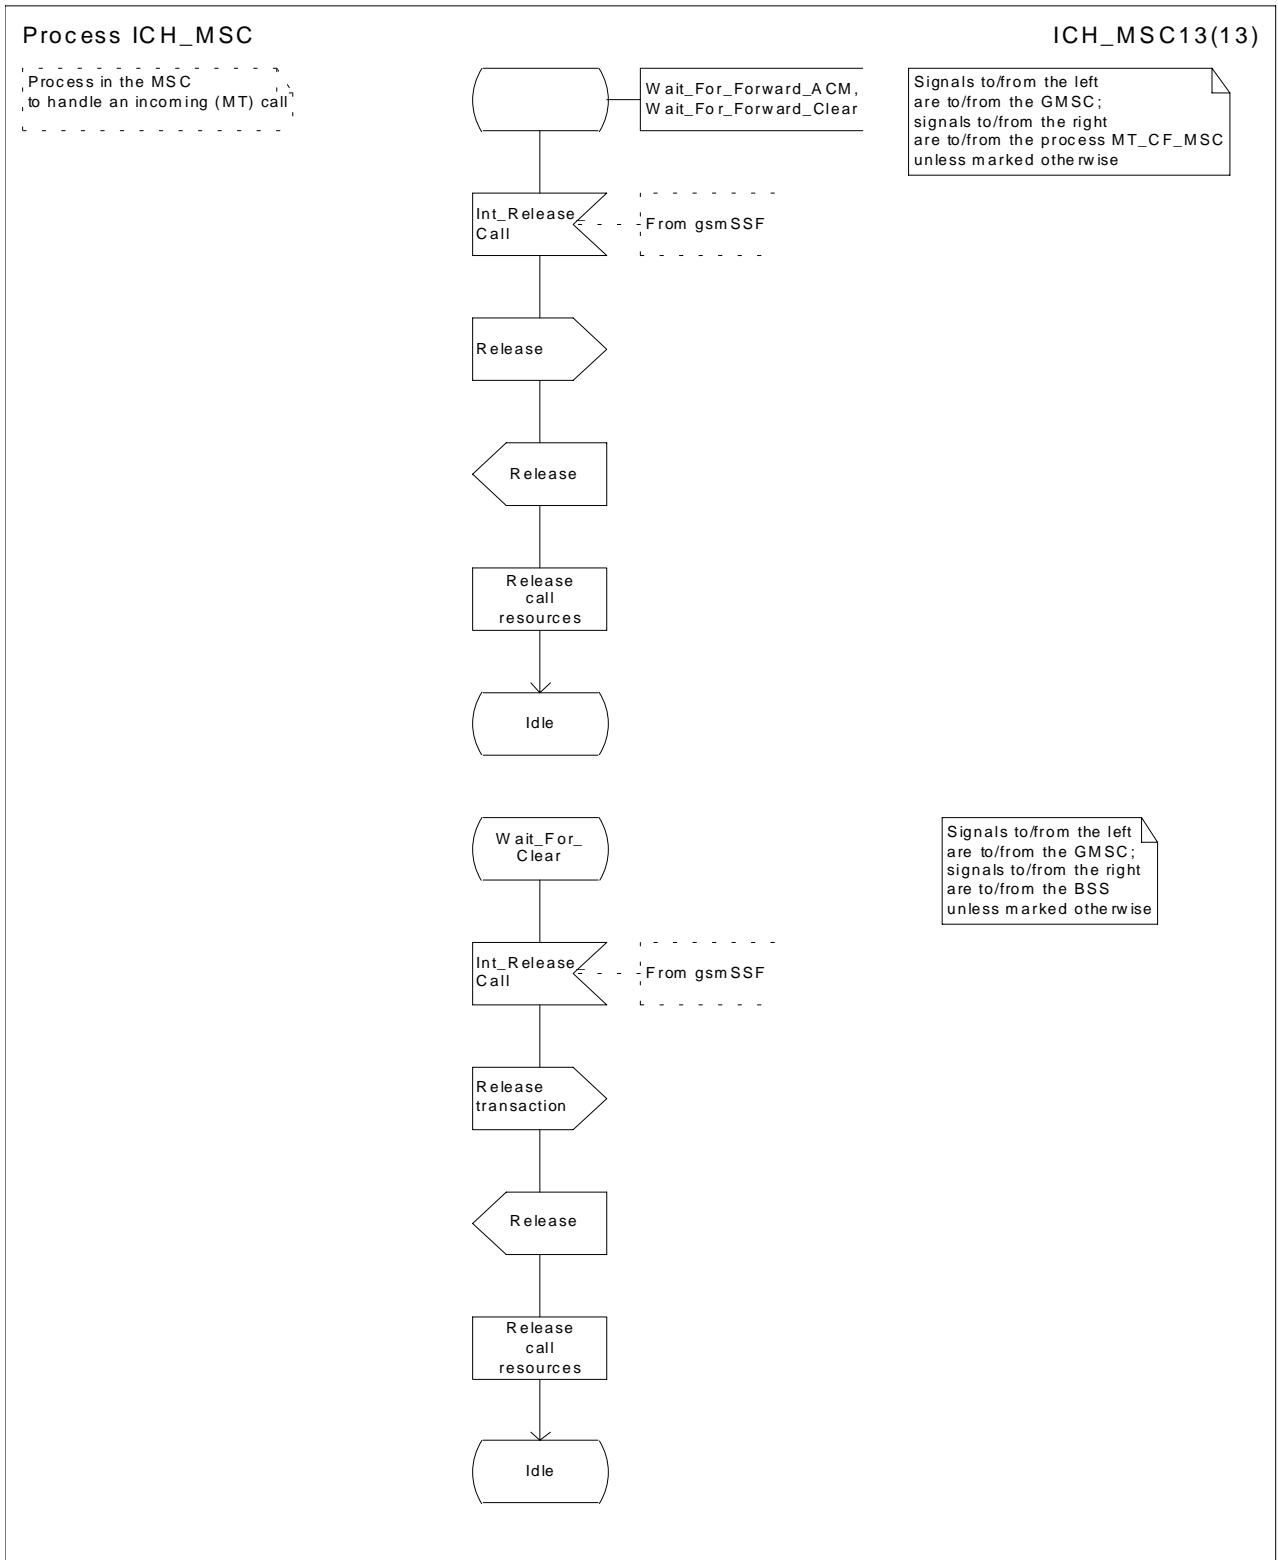 Process ICH_MSC
ICH_MSC13(13)
Process in the MSC
to handle an incoming (MT) call
Wait_For_Forward_ACM,
Wait_For_Forward_Clear
Signals to/from the left
are to/from the GMSC;
signals to/from the right
are to/from the process MT_CF_MSC
unless marked otherwise
Int_Release_
Call
From gsmSSF
Release
Release
Release
call
resources
Idle
Wait_For_
Clear
Signals to/from the left
are to/from the GMSC;
signals to/from the right
are to/from the BSS
unless marked otherwise
Int_Release_
Call
From gsmSSF
Release
transaction
Release
Release
call
resources
Idle